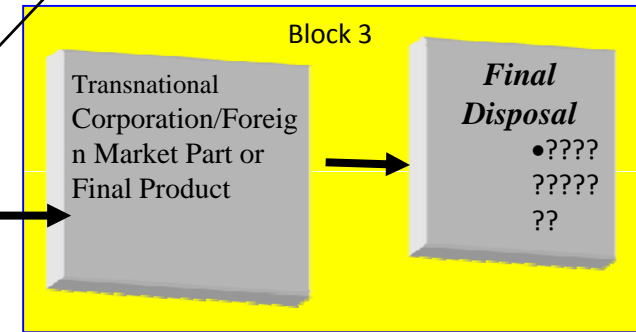 Block 3
Transnational
Corporation/Foreig
n Market Part or
Final Product
Final
Disposal
•????
?????
??